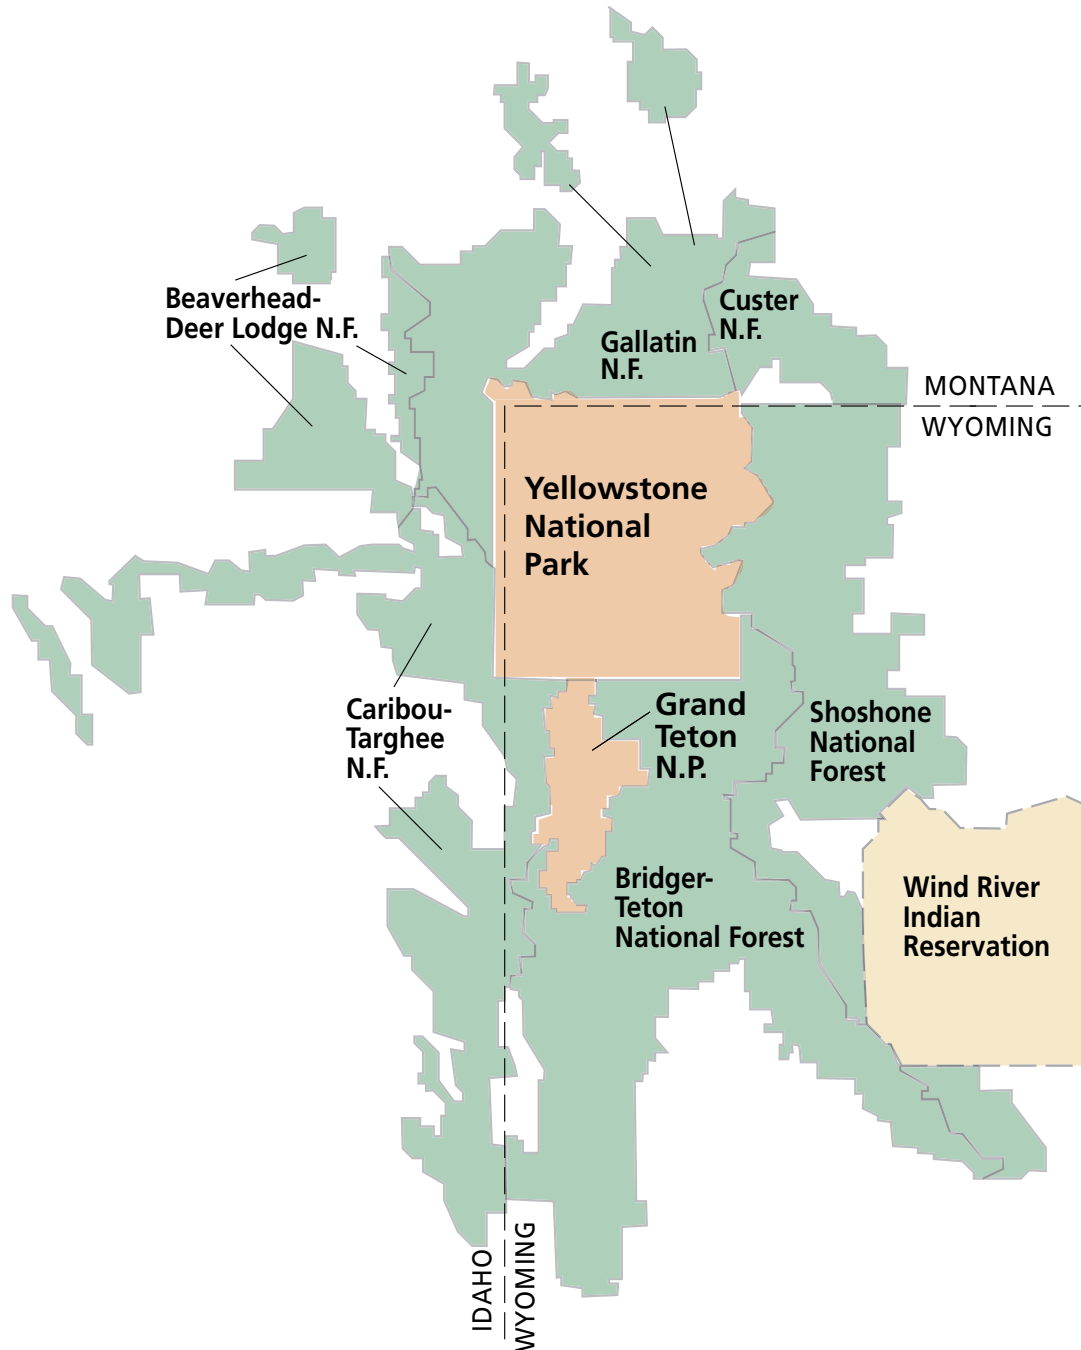 Beaverhead-
Deer Lodge N.F.
Custer
N.F.
Gallatin
N.F.
MONTANA
WYOMING
Yellowstone
National
Park
Caribou-
Targhee
N.F.
Grand
Teton
N.P.
Shoshone
National
Forest
Bridger-
Teton
National Forest
Wind River
Indian
Reservation
IDAHO
WYOMING